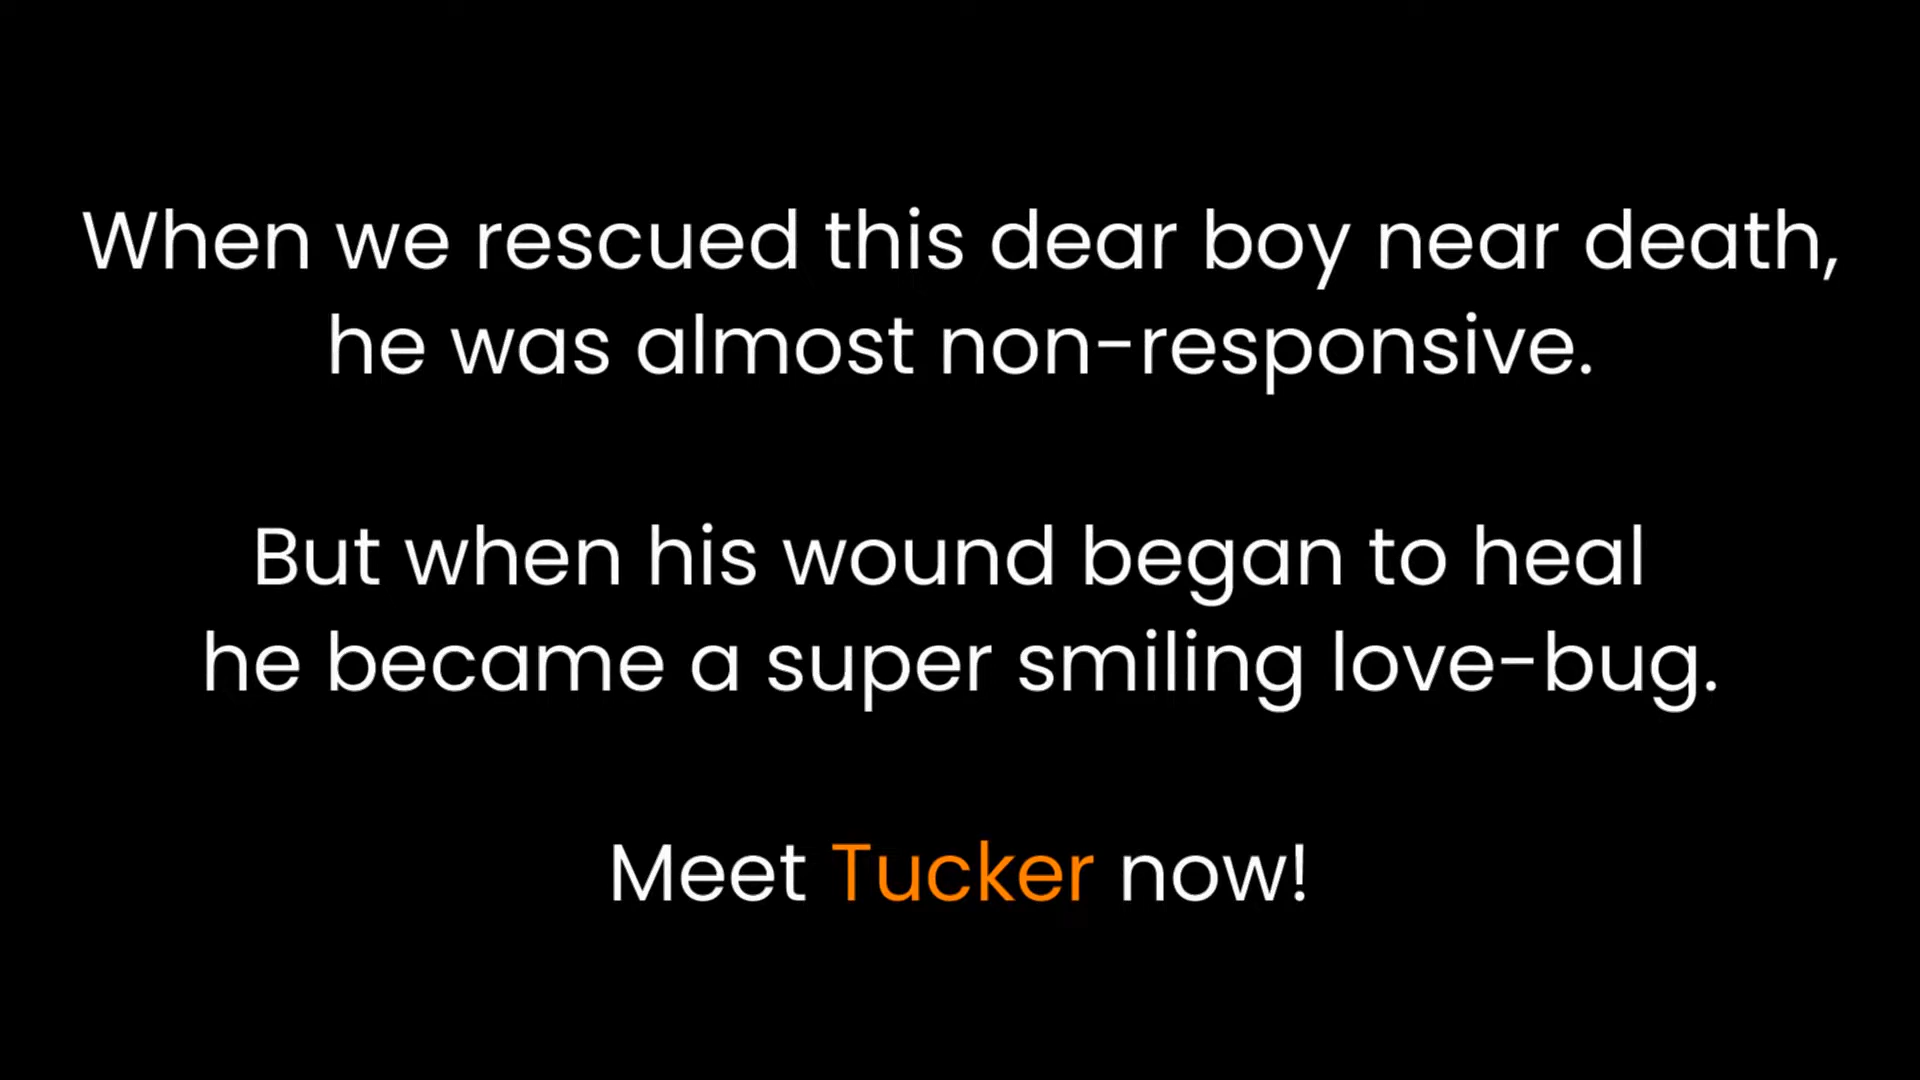 When we rescued this dear boy near death,
he was almost non-responsive.
But when his wound began to heal
he became a super smiling love-bug.
Meet Tucker now!